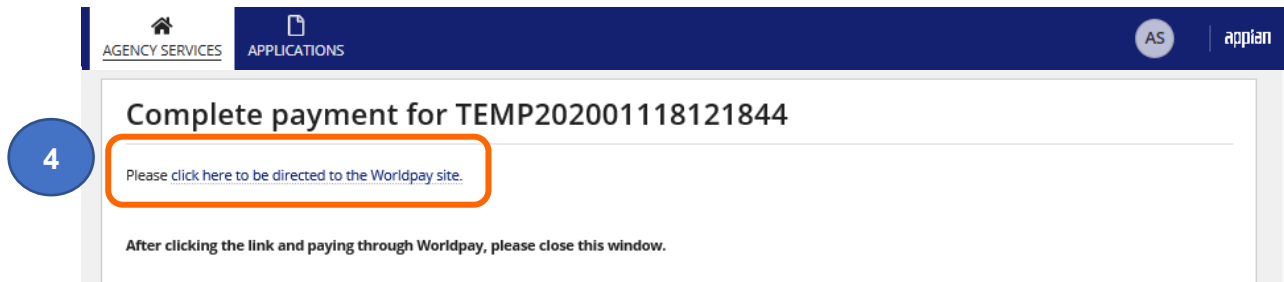 AGENCY SERVICES
APPLICATIONS
AS
appian
Complete payment for TEMP202001118121844
4
Please click here to be directed to the Worldpay site.
After clicking the link and paying through Worldpay, please close this window.